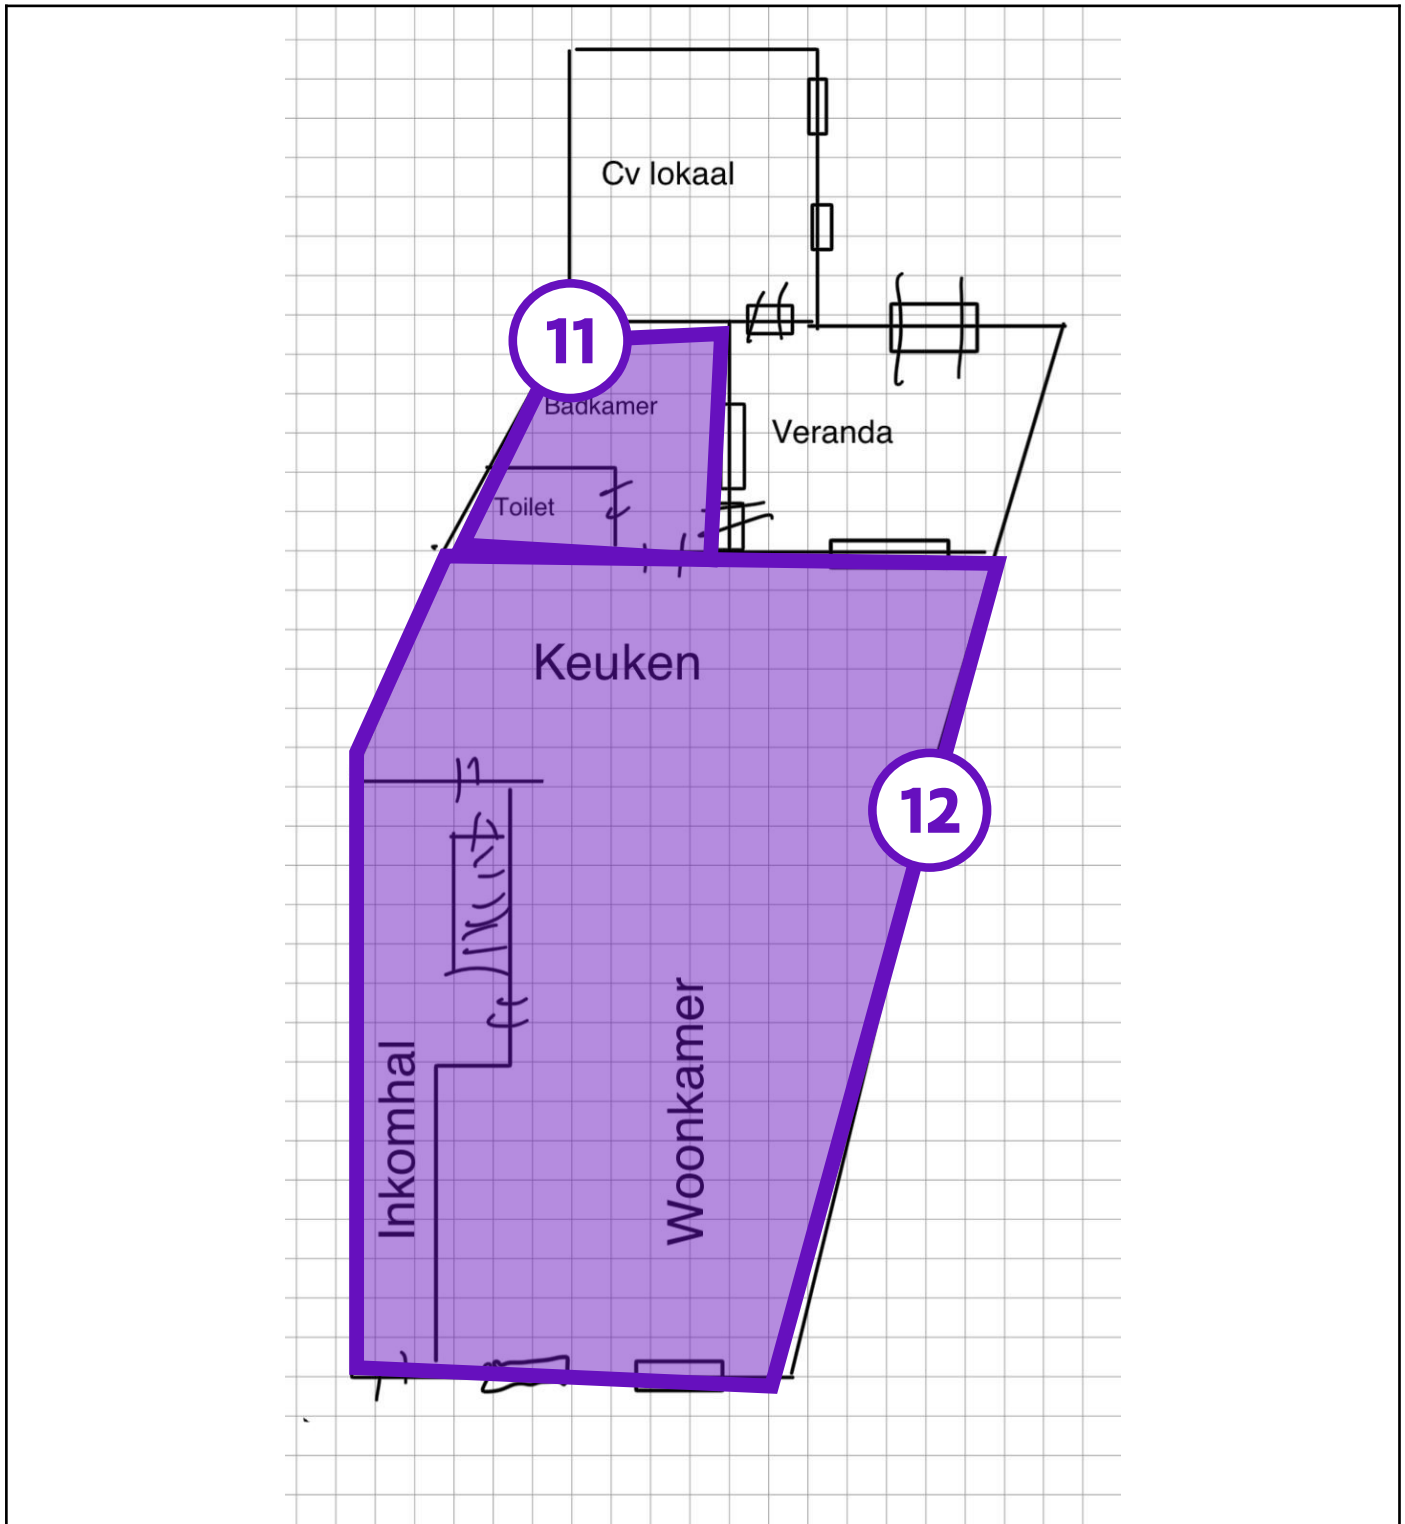 Cv lokaal
11
Badkamer
Veranda
Toilet
Keuken
12
Inkomhal
Woonkamer